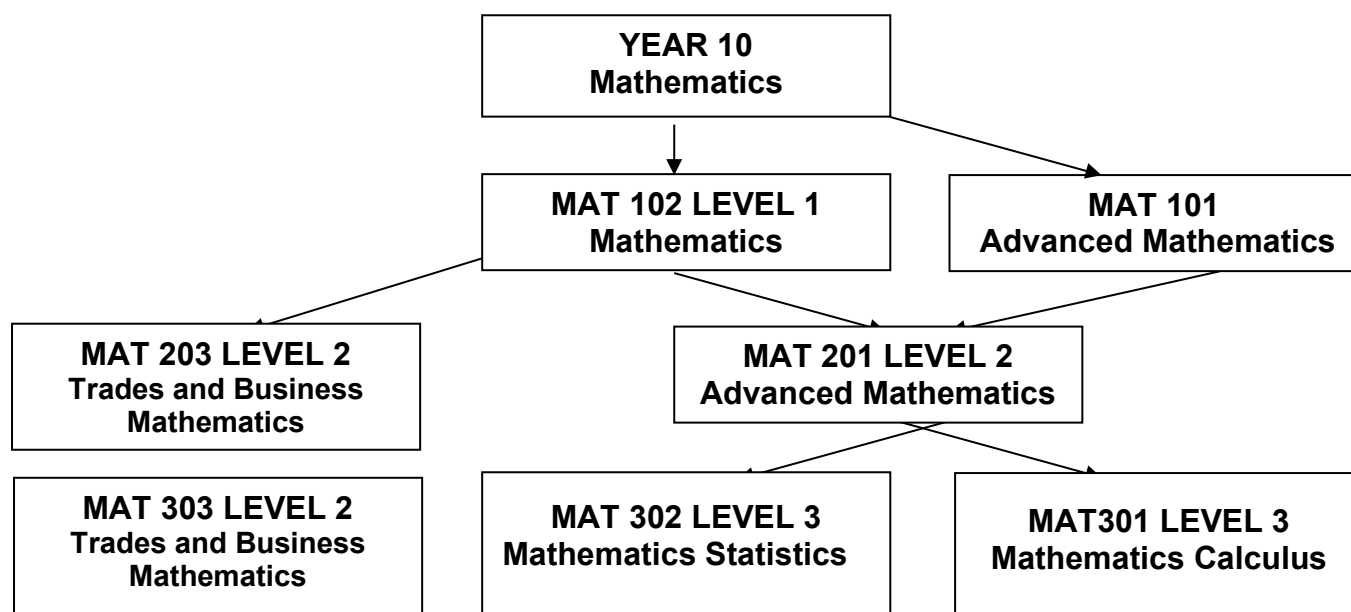 YEAR 10
Mathematics
MAT 102 LEVEL 1
Mathematics
MAT 101
Advanced Mathematics
MAT 203 LEVEL 2
Trades and Business
Mathematics
MAT 201 LEVEL 2
Advanced Mathematics
MAT 303 LEVEL 2
Trades and Business
Mathematics
MAT 302 LEVEL 3
Mathematics Statistics
MAT301 LEVEL 3
Mathematics Calculus